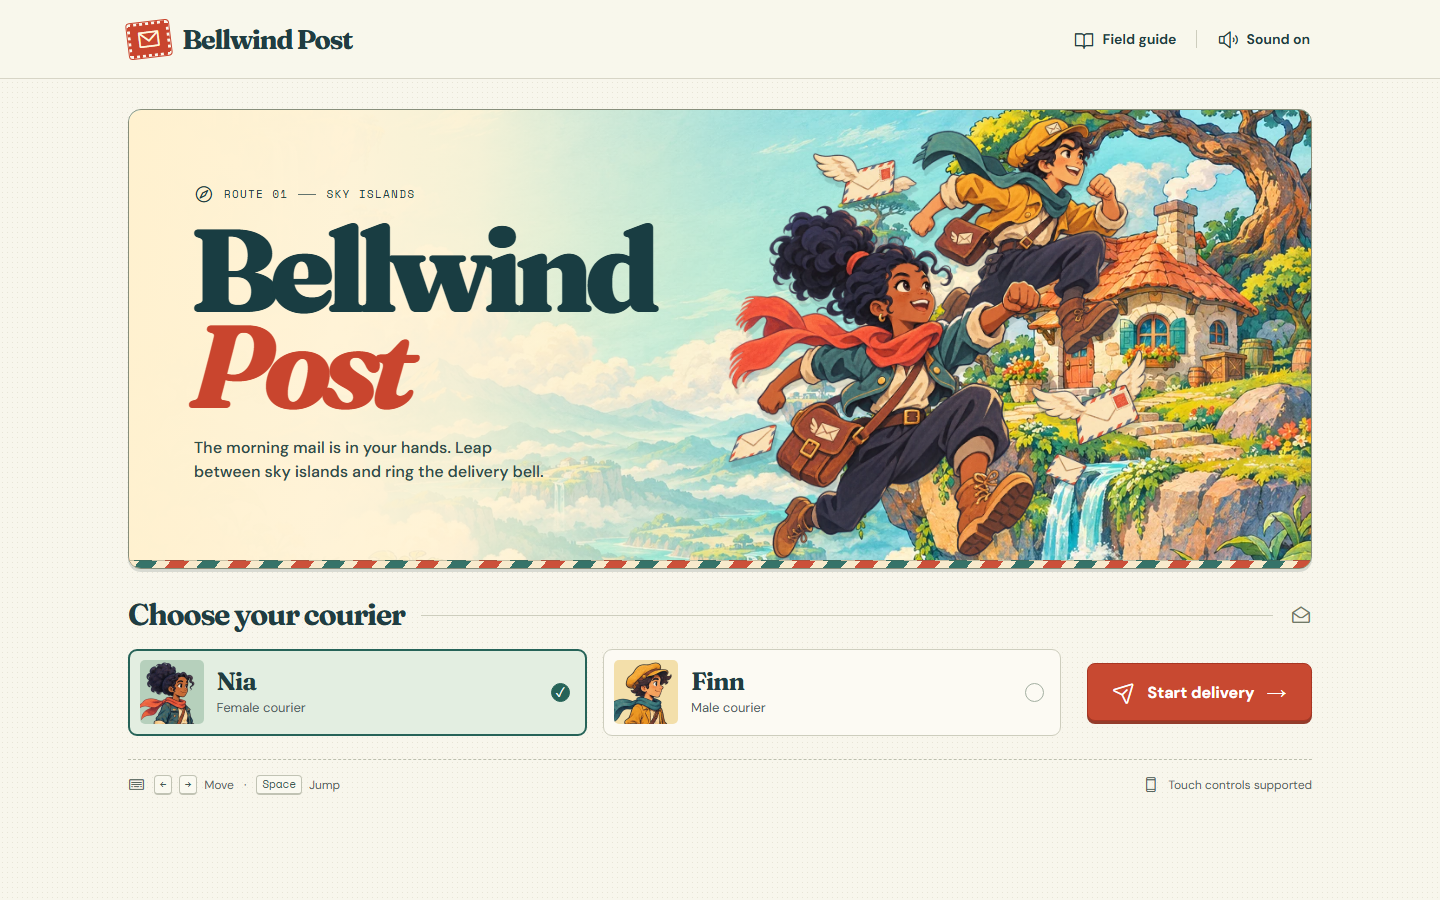 Bellwind Post
Field guide
Sound on
ROUTE 01 — SKY ISLANDS
Bellwind
Post
The morning mail is in your hands. Leap
between sky islands and ring the delivery bell.
Choose your courier
Nia
Female courier
Finn
Male courier
Start delivery →
← → Move · Space Jump
Touch controls supported